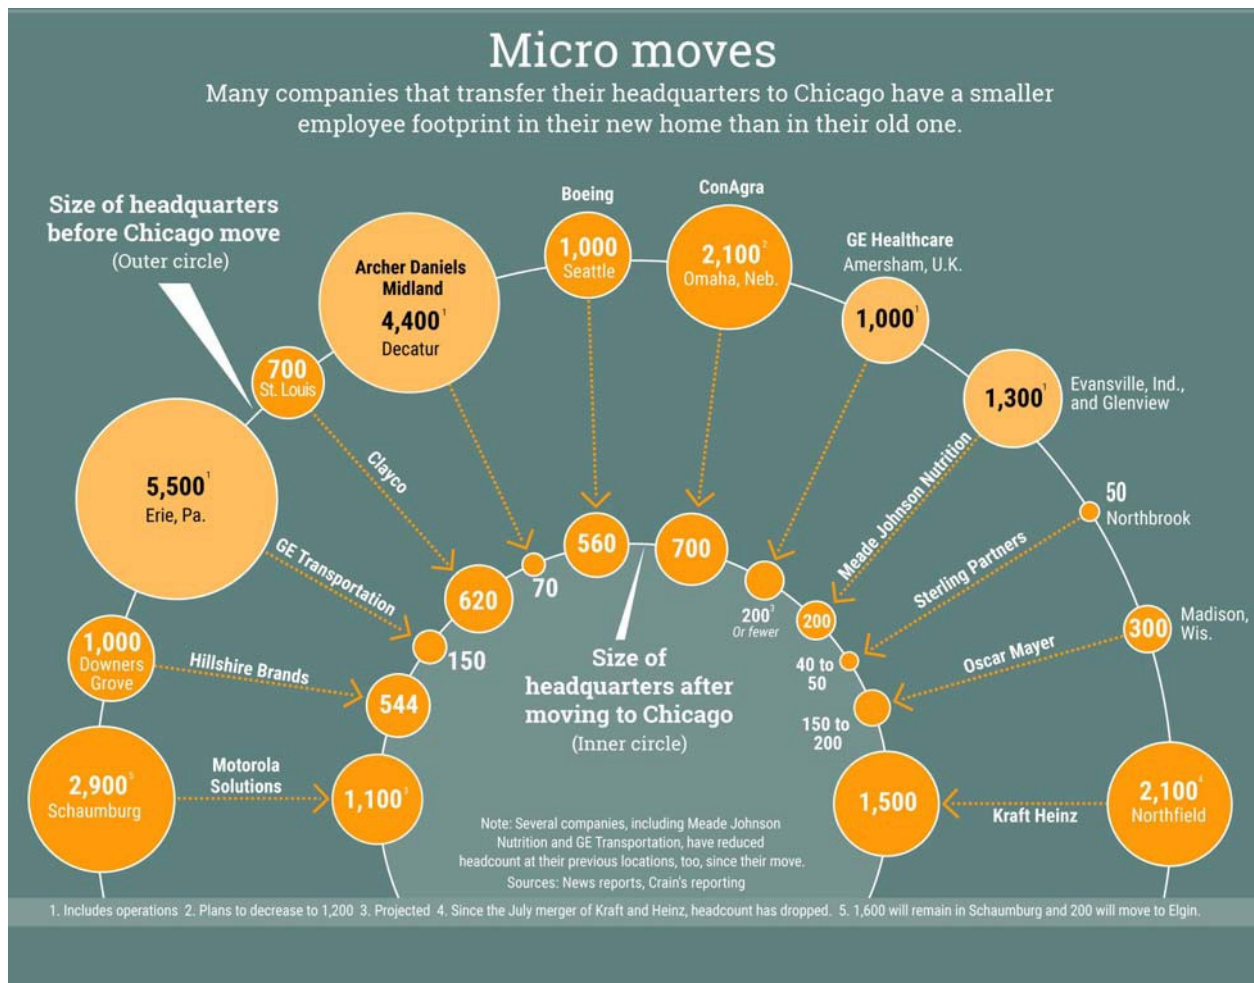 Micro moves
Many companies that transfer their headquarters to Chicago have a smaller
employee footprint in their new home than in their old one.
Size of headquarters
before Chicago move
(Outer circle)
Boeing
1,000
Seattle
ConAgra
2,100²
Omaha, Neb.
GE Healthcare
Amersham, U.K.
1,000¹
Archer Daniels
Midland
4,400¹
Decatur
700
St. Louis
1,300¹
Evansville, Ind.,
and Glenview
5,500¹
Erie, Pa.
50
Northbrook
1,000
Downers
Grove
300
Madison,
Wis.
2,900⁵
Schaumburg
2,100⁴
Northfield
Clayco
GE Transportation
Hillshire Brands
Motorola
Solutions
Meade Johnson Nutrition
Sterling Partners
Oscar Mayer
Kraft Heinz
1,100³
544
150
620
70
560
700
200³
Or fewer
200
40 to
50
150 to
200
1,500
Size of
headquarters after
moving to Chicago
(Inner circle)
Note: Several companies, including Meade Johnson
Nutrition and GE Transportation, have reduced
headcount at their previous locations, too, since their move.
Sources: News reports, Crain's reporting
1. Includes operations 2. Plans to decrease to 1,200 3. Projected 4. Since the July merger of Kraft and Heinz, headcount has dropped. 5. 1,600 will remain in Schaumburg and 200 will move to Elgin.